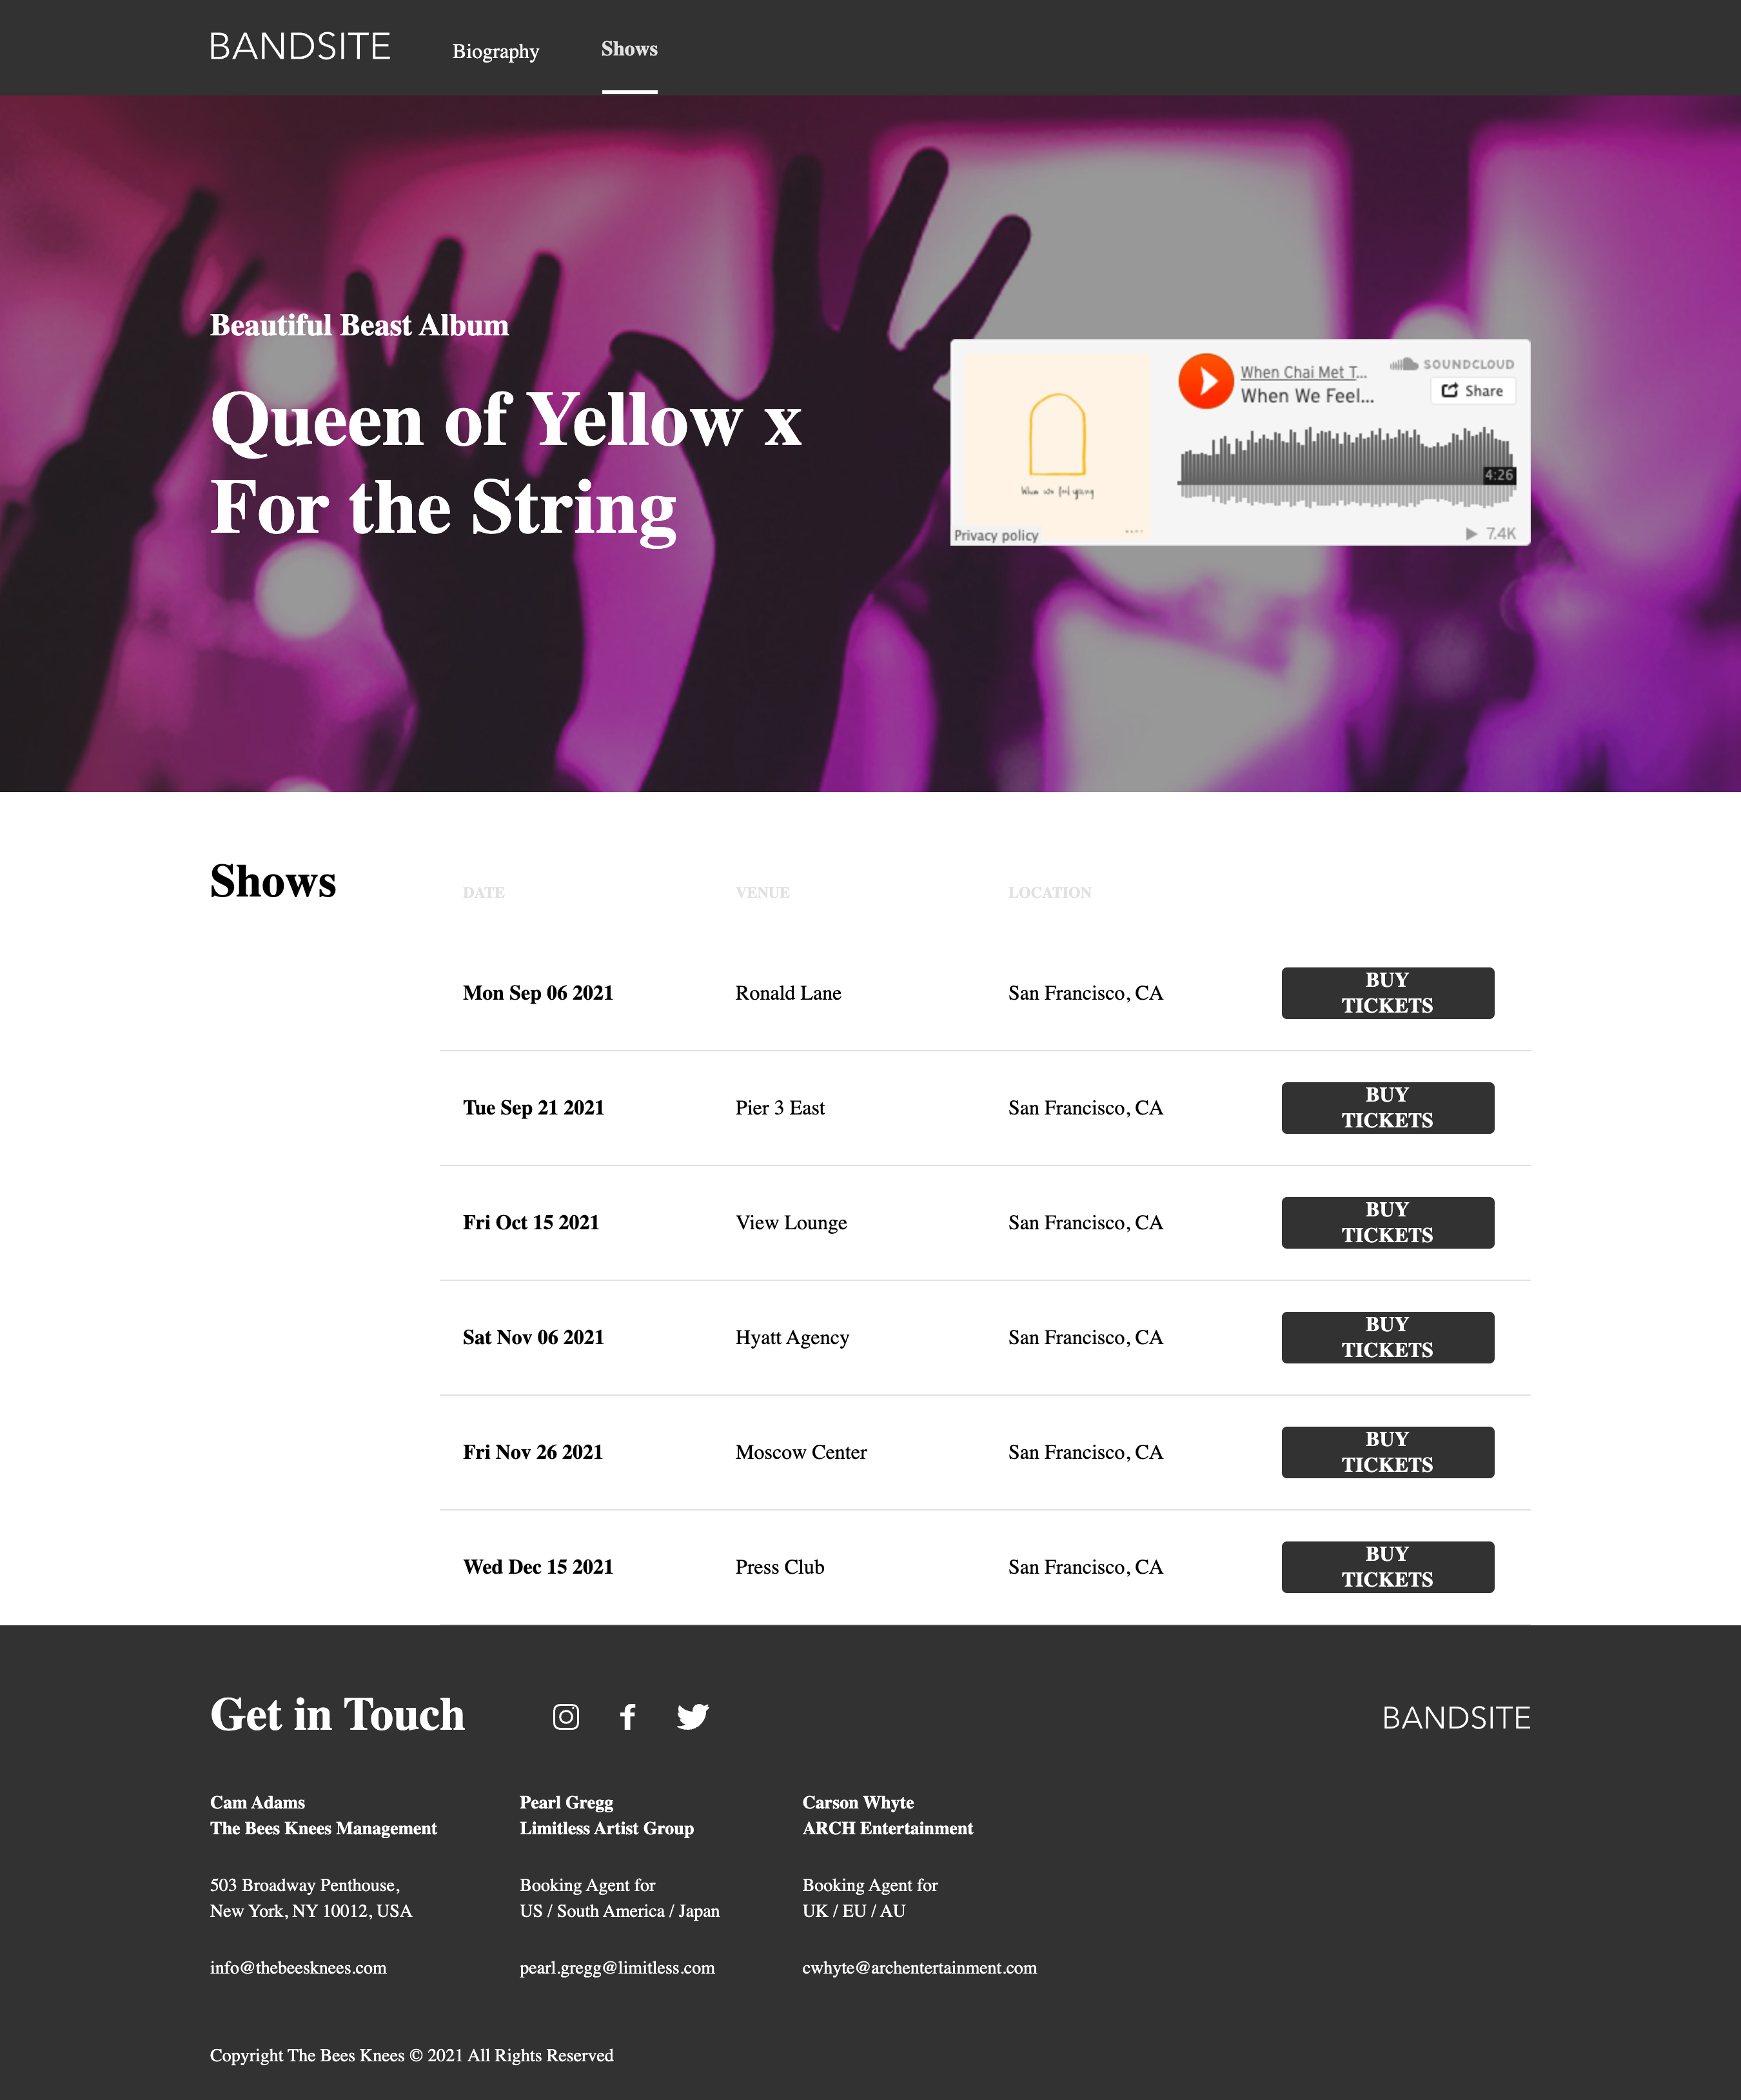 BANDSITE
Biography
Shows
Beautiful Beast Album
Queen of Yellow x
For the String
When Chai Met T...
When We Feel...
SOUNDCLOUD
Share
When we feel young
4:26
Privacy policy
7.4K
Shows
DATE VENUE LOCATION
Mon Sep 06 2021 Ronald Lane San Francisco, CA
BUY
TICKETS
Tue Sep 21 2021 Pier 3 East San Francisco, CA
BUY
TICKETS
Fri Oct 15 2021 View Lounge San Francisco, CA
BUY
TICKETS
Sat Nov 06 2021 Hyatt Agency San Francisco, CA
BUY
TICKETS
Fri Nov 26 2021 Moscow Center San Francisco, CA
BUY
TICKETS
Wed Dec 15 2021 Press Club San Francisco, CA
BUY
TICKETS
Get in Touch
BANDSITE
Cam Adams
The Bees Knees Management
503 Broadway Penthouse,
New York, NY 10012, USA
info@thebeesknees.com
Pearl Gregg
Limitless Artist Group
Booking Agent for
US / South America / Japan
pearl.gregg@limitless.com
Carson Whyte
ARCH Entertainment
Booking Agent for
UK / EU / AU
cwhyte@archentertainment.com
Copyright The Bees Knees © 2021 All Rights Reserved